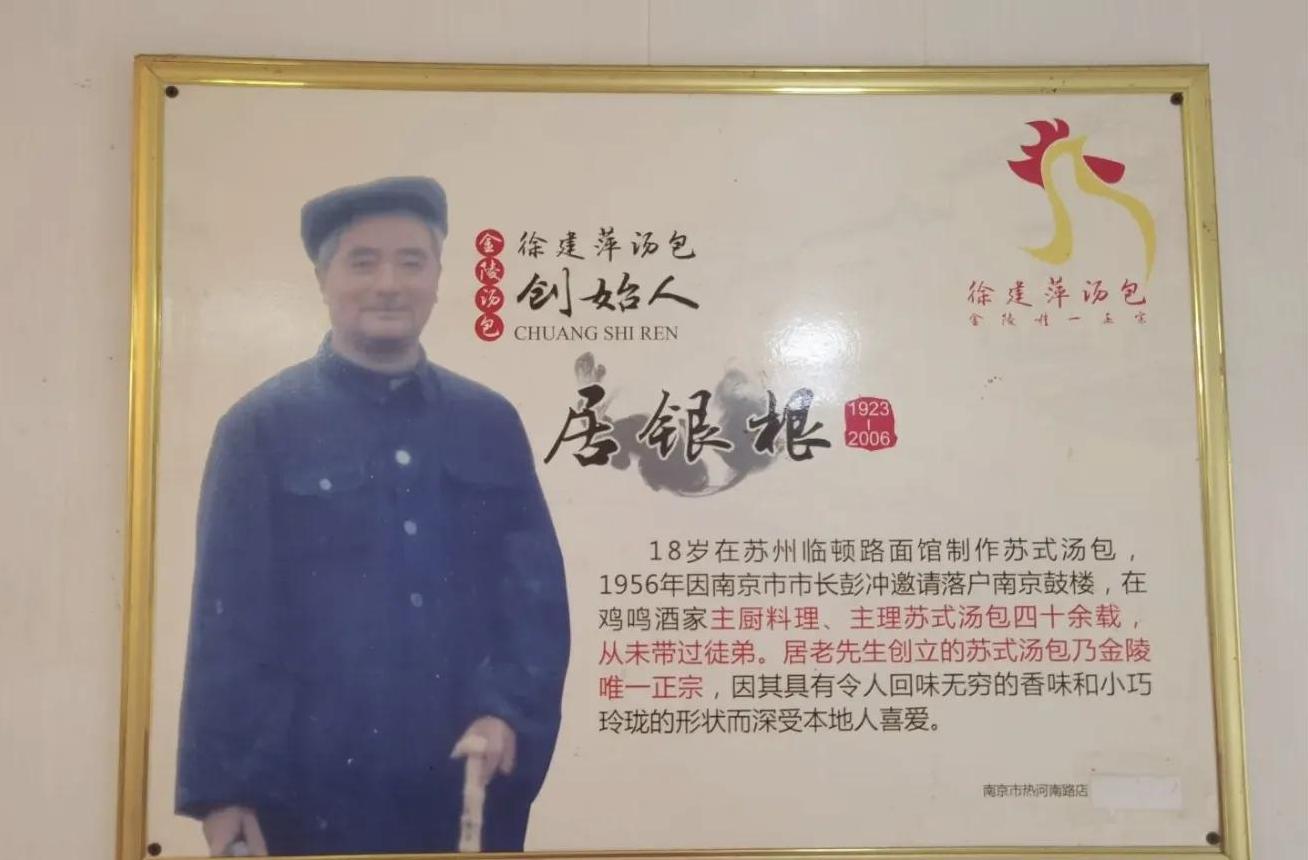 金陵汤包
徐建萍汤包
创始人
CHUANG SHI REN
居银根
1923
2006
徐建萍汤包
金陵唯一正宗
18岁在苏州临顿路面馆制作苏式汤包，
1956年因南京市市长彭冲邀请落户南京鼓楼，在
鸡鸣酒家主厨料理、主理苏式汤包四十余载，
从未带过徒弟。居老先生创立的苏式汤包乃金陵
唯一正宗，因其具有令人回味无穷的香味和小巧
玲珑的形状而深受本地人喜爱。
南京市热河南路店